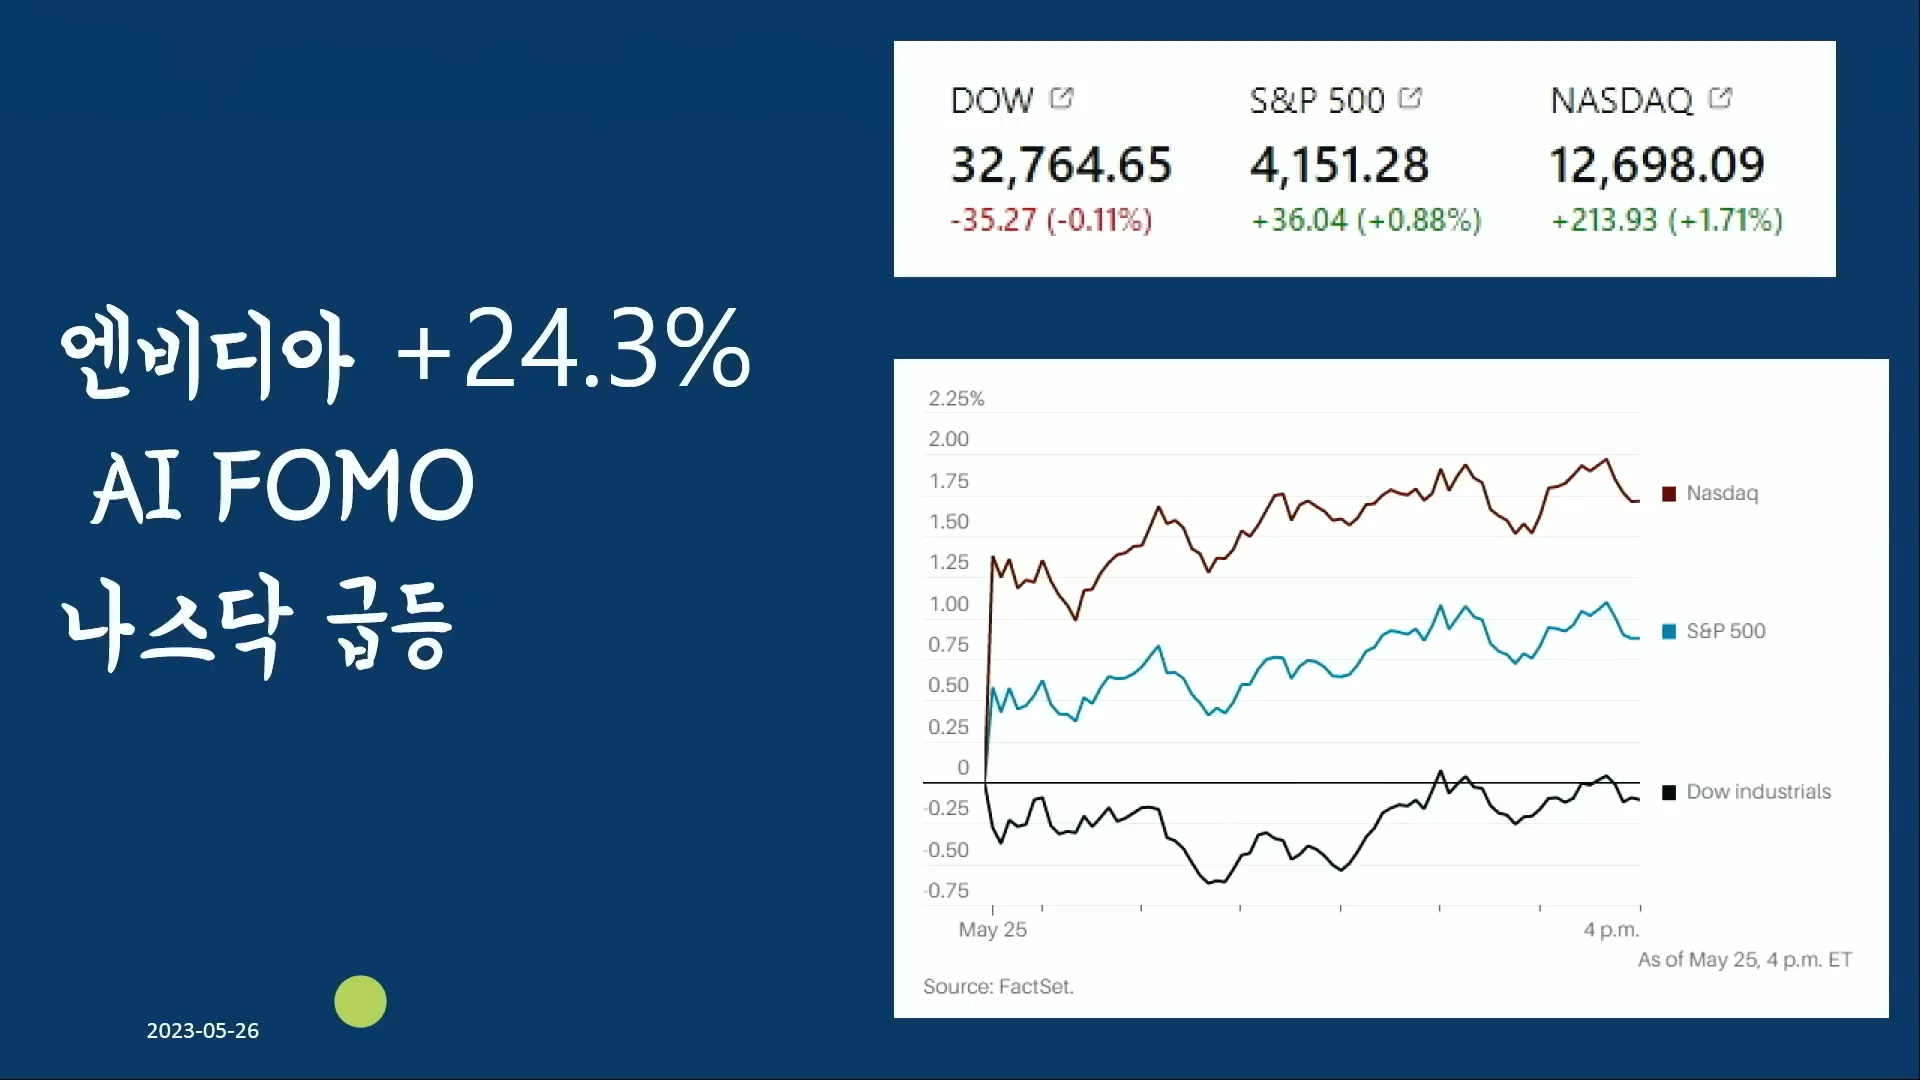 엔비디아 +24.3%
AI FOMO
나스닥 급등
2023-05-26
DOW S&P 500 NASDAQ
32,764.65 4,151.28 12,698.09
-35.27 (-0.11%) +36.04 (+0.88%) +213.93 (+1.71%)
2.25%
2.00
1.75
1.50
1.25
1.00
0.75
0.50
0.25
0
-0.25
-0.50
-0.75
Nasdaq
S&P 500
Dow industrials
May 25 4 p.m.
As of May 25, 4 p.m. ET
Source: FactSet.